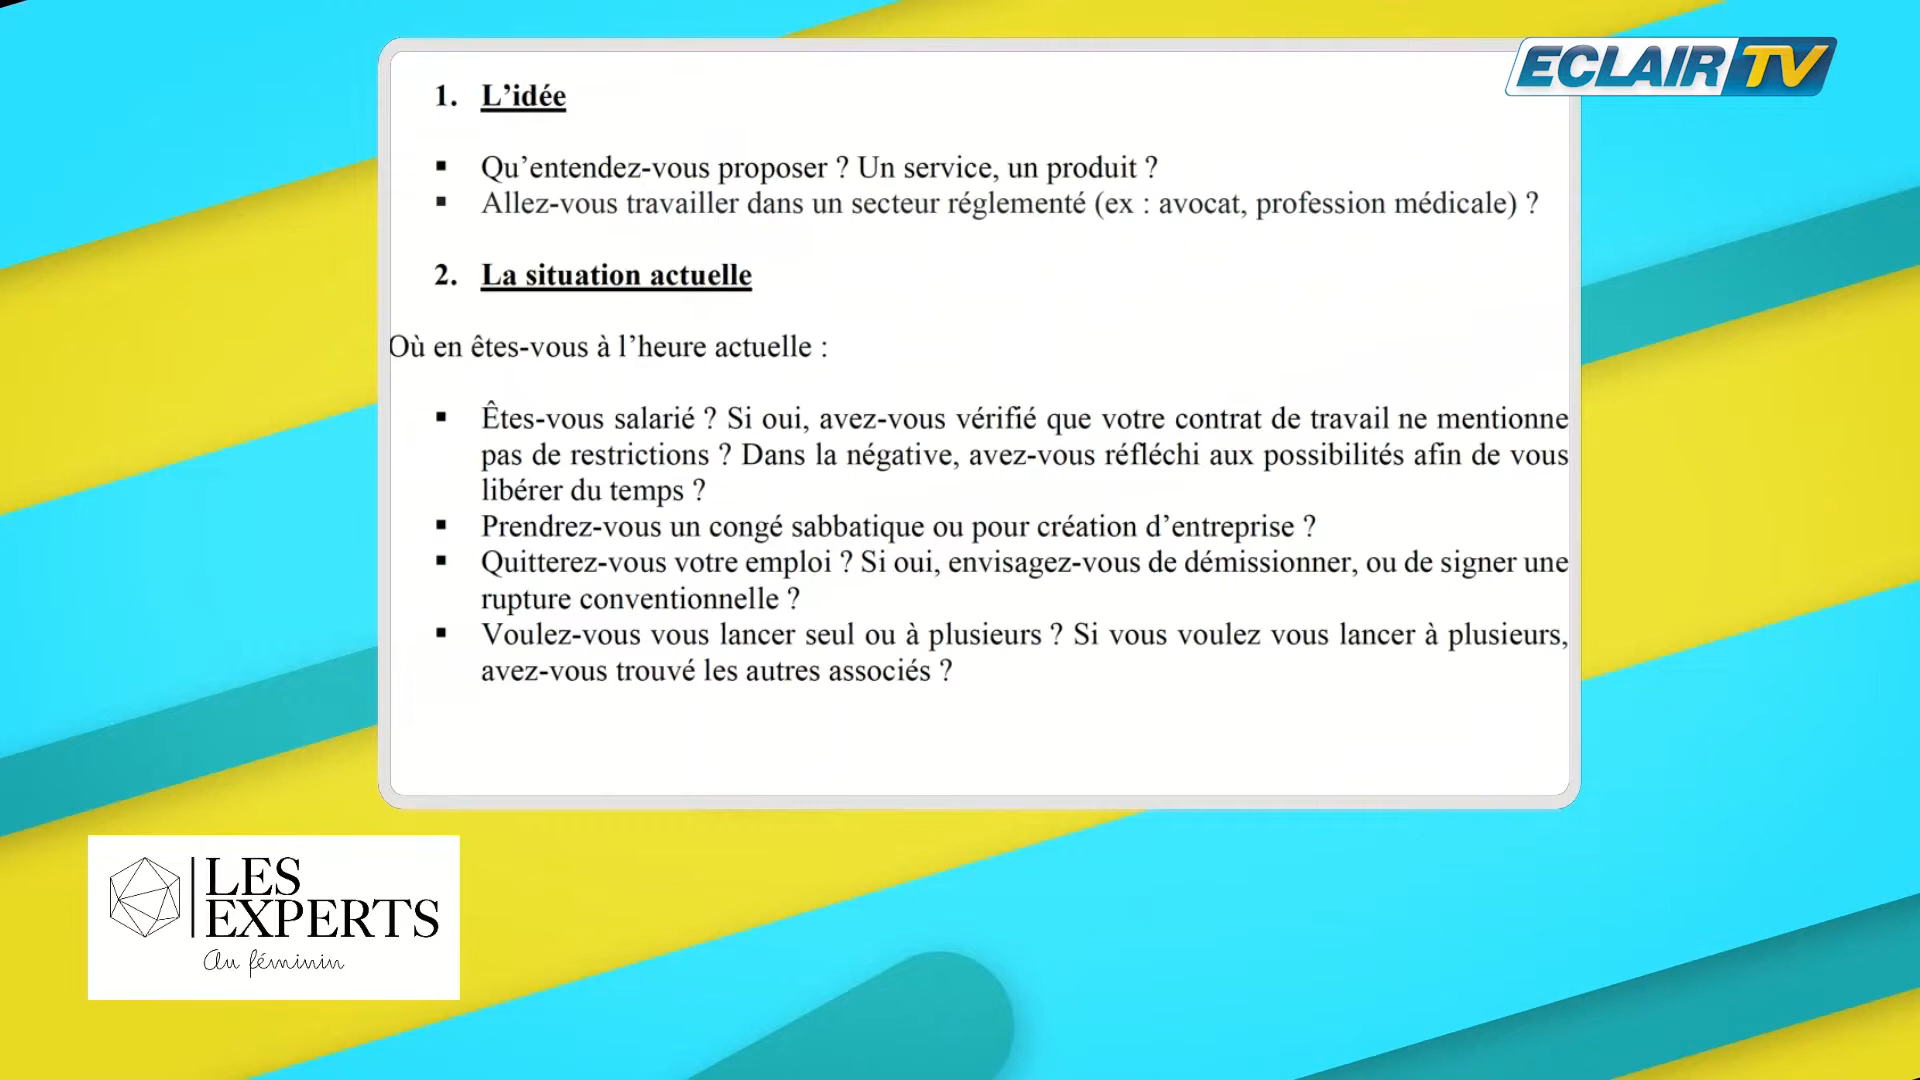 ECLAIR TV
1. L’idée
▪ Qu’entendez-vous proposer ? Un service, un produit ?
▪ Allez-vous travailler dans un secteur réglementé (ex : avocat, profession médicale) ?
2. La situation actuelle
Où en êtes-vous à l’heure actuelle :
▪ Êtes-vous salarié ? Si oui, avez-vous vérifié que votre contrat de travail ne mentionne
pas de restrictions ? Dans la négative, avez-vous réfléchi aux possibilités afin de vous
libérer du temps ?
▪ Prendrez-vous un congé sabbatique ou pour création d’entreprise ?
▪ Quitterez-vous votre emploi ? Si oui, envisagez-vous de démissionner, ou de signer une
rupture conventionnelle ?
▪ Voulez-vous vous lancer seul ou à plusieurs ? Si vous voulez vous lancer à plusieurs,
avez-vous trouvé les autres associés ?
LES
EXPERTS
Au féminin